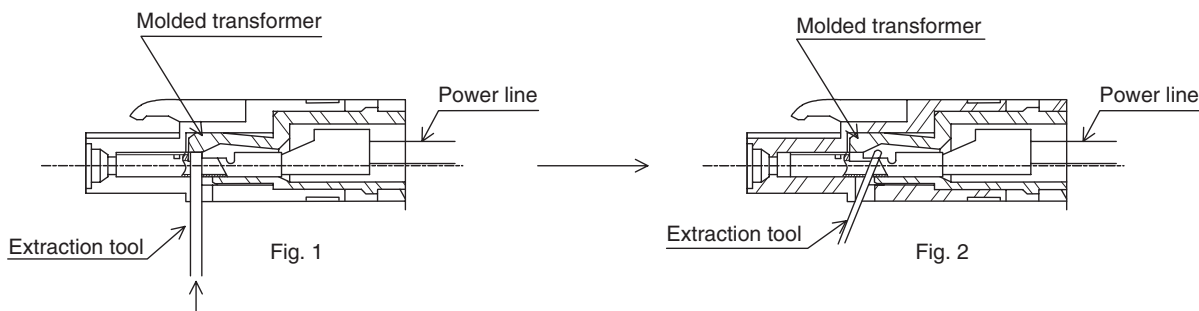 Molded transformer
Power line
Extraction tool
Fig. 1
Molded transformer
Power line
Extraction tool
Fig. 2